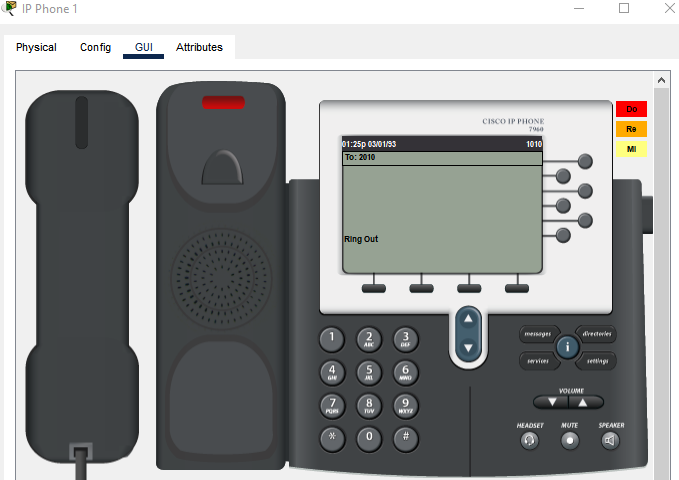 IP Phone 1
Physical Config GUI Attributes
CISCO IP PHONE
7960
01:25p 03/01/93 1010
To: 2010
Ring Out
Do
Re
Mi
1 2 ABC 3 DEF
4 GHI 5 JKL 6 MNO
7 PQRS 8 TUV 9 WXYZ
* 0 #
messages directories
i
services settings
VOLUME
HEADSET MUTE SPEAKER